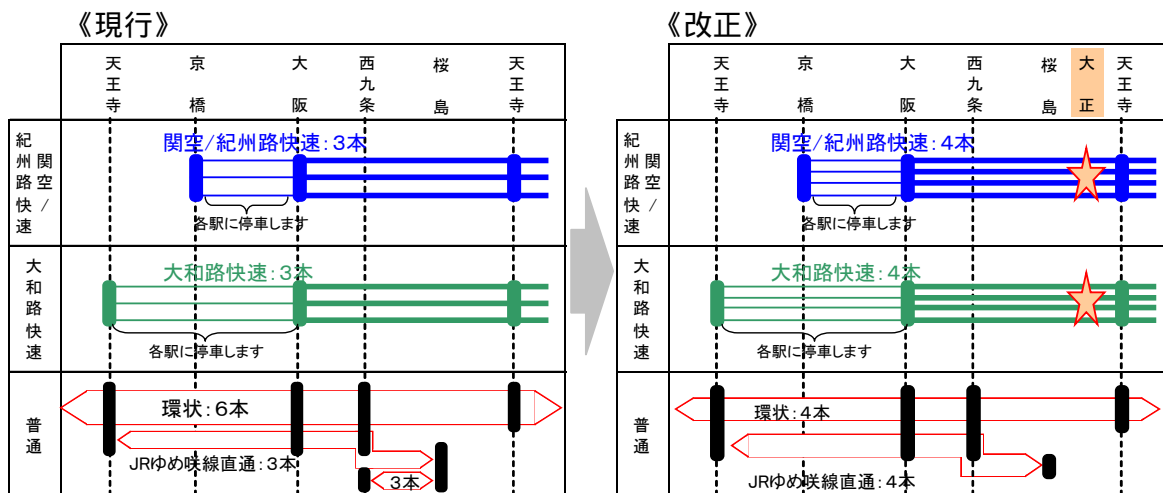 《現行》
天王寺 京橋 大阪 西九条 桜島 天王寺
関空/紀州路快速
関空/紀州路快速:3本
各駅に停車します
大和路快速
大和路快速:3本
各駅に停車します
普通
環状:6本
JRゆめ咲線直通:3本
3本
《改正》
天王寺 京橋 大阪 西九条 桜島 大正 天王寺
関空/紀州路快速
関空/紀州路快速:4本
各駅に停車します
大和路快速
大和路快速:4本
各駅に停車します
普通
環状:4本
JRゆめ咲線直通:4本